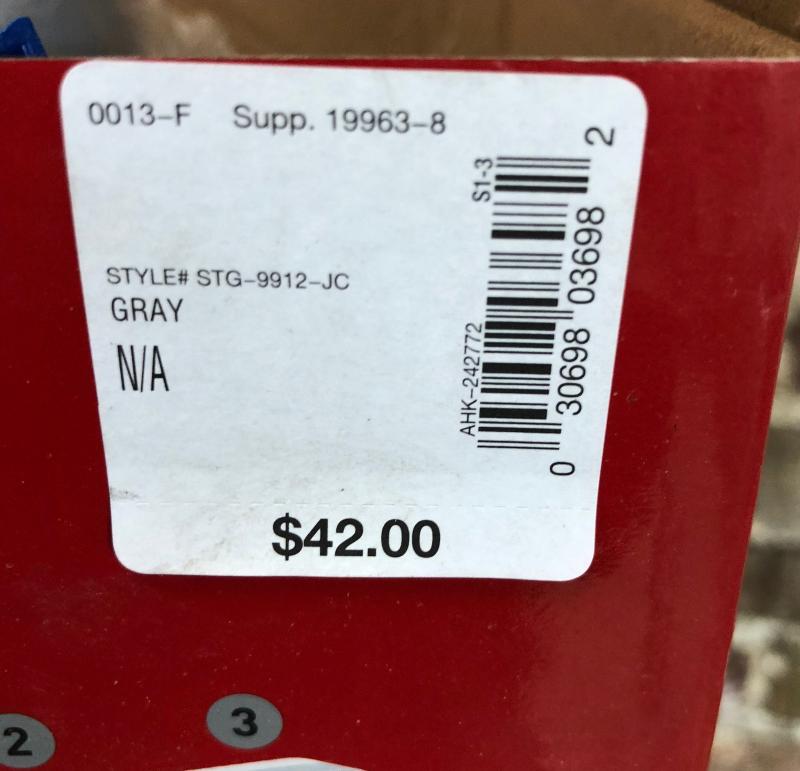 0013-F Supp. 19963-8
STYLE# STG-9912-JC
GRAY
N/A
S1-3
AHK-242772
0 30698 03698 2
$42.00
2
3